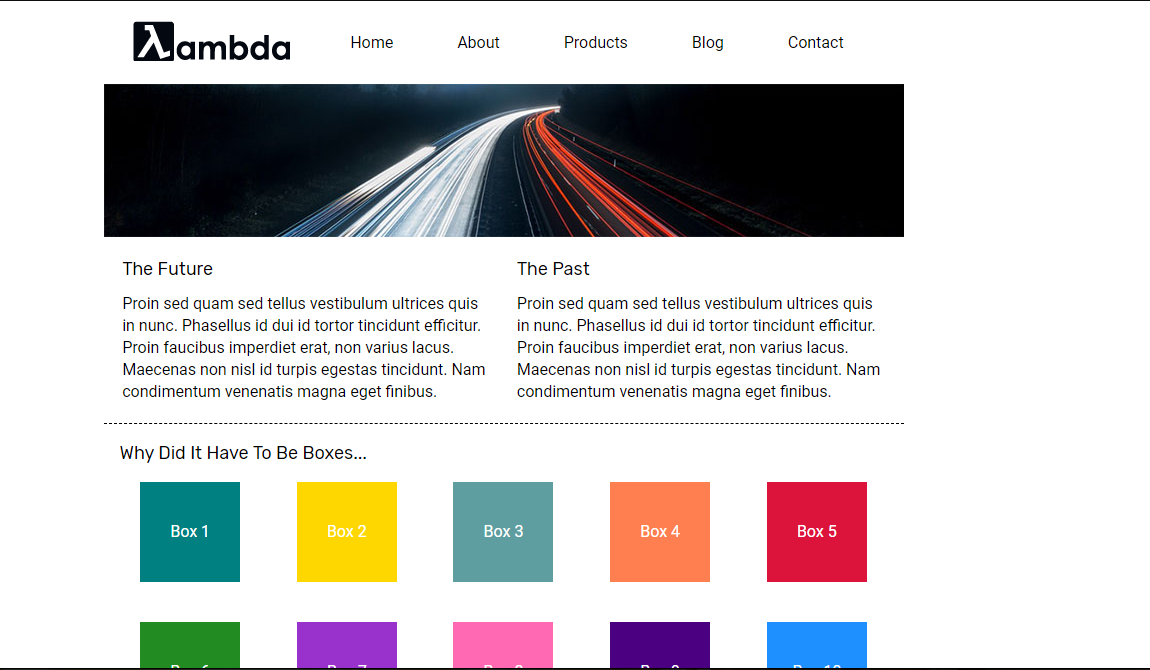 λambda
Home About Products Blog Contact
The Future
Proin sed quam sed tellus vestibulum ultrices quis
in nunc. Phasellus id dui id tortor tincidunt efficitur.
Proin faucibus imperdiet erat, non varius lacus.
Maecenas non nisl id turpis egestas tincidunt. Nam
condimentum venenatis magna eget finibus.
The Past
Proin sed quam sed tellus vestibulum ultrices quis
in nunc. Phasellus id dui id tortor tincidunt efficitur.
Proin faucibus imperdiet erat, non varius lacus.
Maecenas non nisl id turpis egestas tincidunt. Nam
condimentum venenatis magna eget finibus.
Why Did It Have To Be Boxes...
Box 1 Box 2 Box 3 Box 4 Box 5